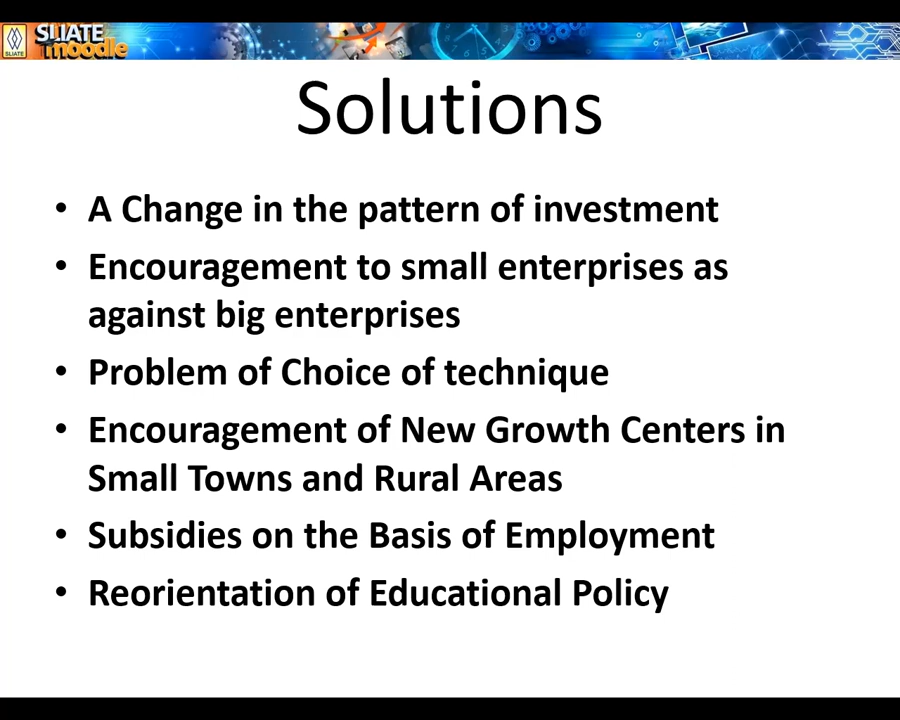 SLIATE
SLIATE
moodle
Solutions
• A Change in the pattern of investment
• Encouragement to small enterprises as
against big enterprises
• Problem of Choice of technique
• Encouragement of New Growth Centers in
Small Towns and Rural Areas
• Subsidies on the Basis of Employment
• Reorientation of Educational Policy